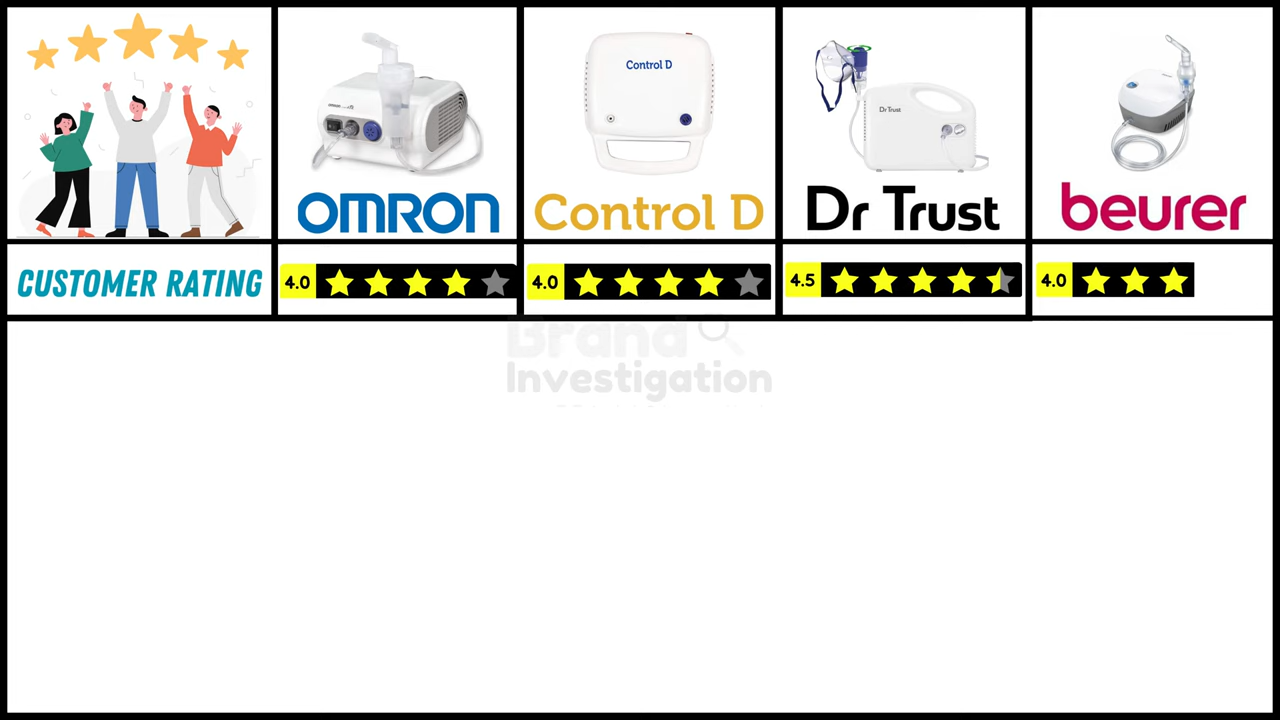 Control D
Dr Trust
OMRON
Control D
Dr Trust
beurer
CUSTOMER RATING
4.0
4.0
4.5
4.0
Brand
Investigation